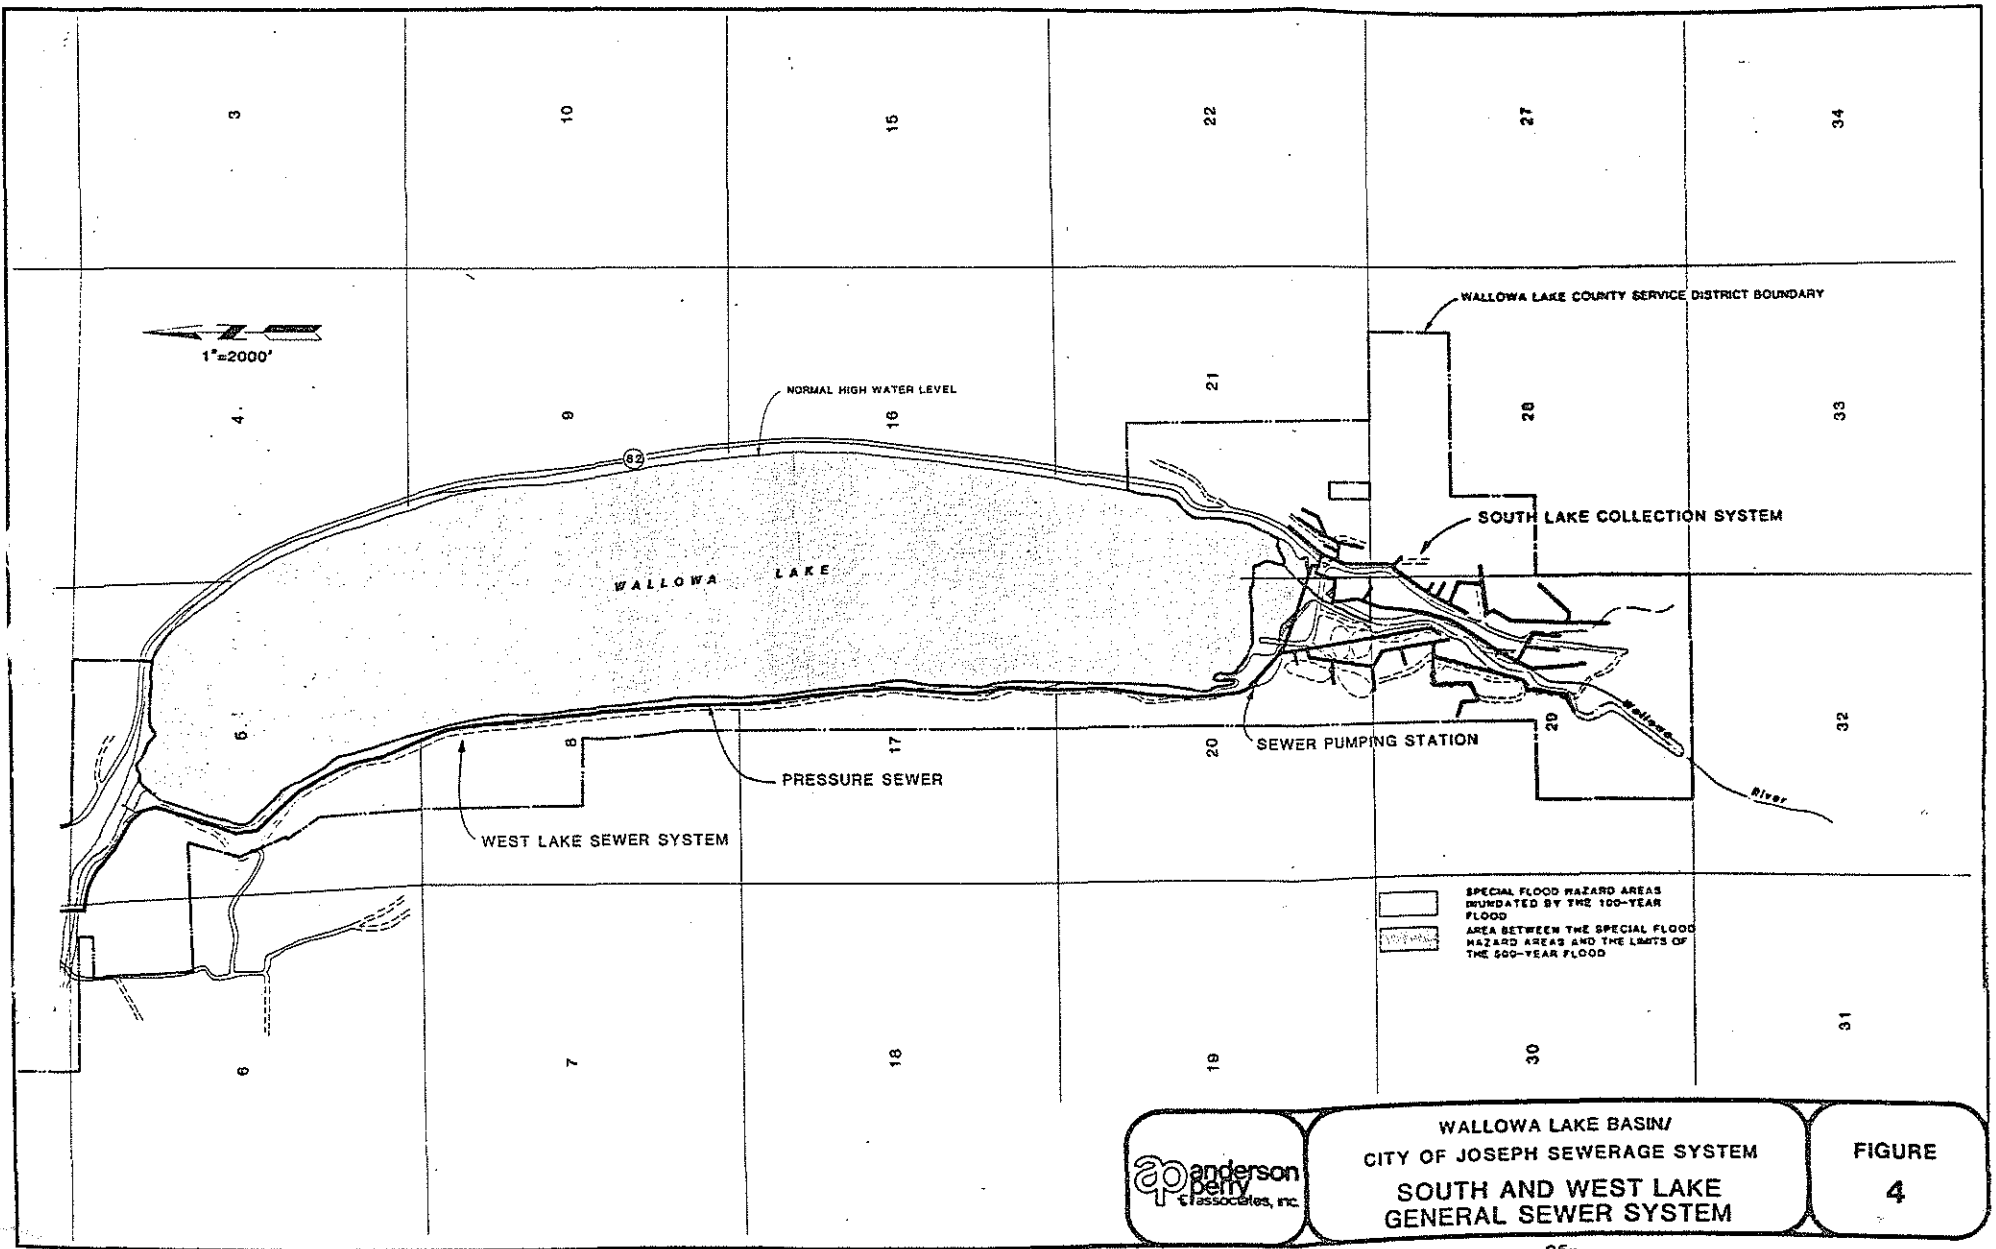 3
10
15
22
27
34
1"=2000'
WALLOWA LAKE COUNTY SERVICE DISTRICT BOUNDARY
NORMAL HIGH WATER LEVEL
4
9
16
21
28
33
82
SOUTH LAKE COLLECTION SYSTEM
WALLOWA LAKE
5
8
17
20
29
32
Wallowa
River
SEWER PUMPING STATION
PRESSURE SEWER
WEST LAKE SEWER SYSTEM
SPECIAL FLOOD HAZARD AREAS
INUNDATED BY THE 100-YEAR
FLOOD
AREA BETWEEN THE SPECIAL FLOOD
HAZARD AREAS AND THE LIMITS OF
THE 500-YEAR FLOOD
6
7
18
19
30
31
ap anderson
perry
& associates, inc.
WALLOWA LAKE BASIN/
CITY OF JOSEPH SEWERAGE SYSTEM
SOUTH AND WEST LAKE
GENERAL SEWER SYSTEM
FIGURE
4